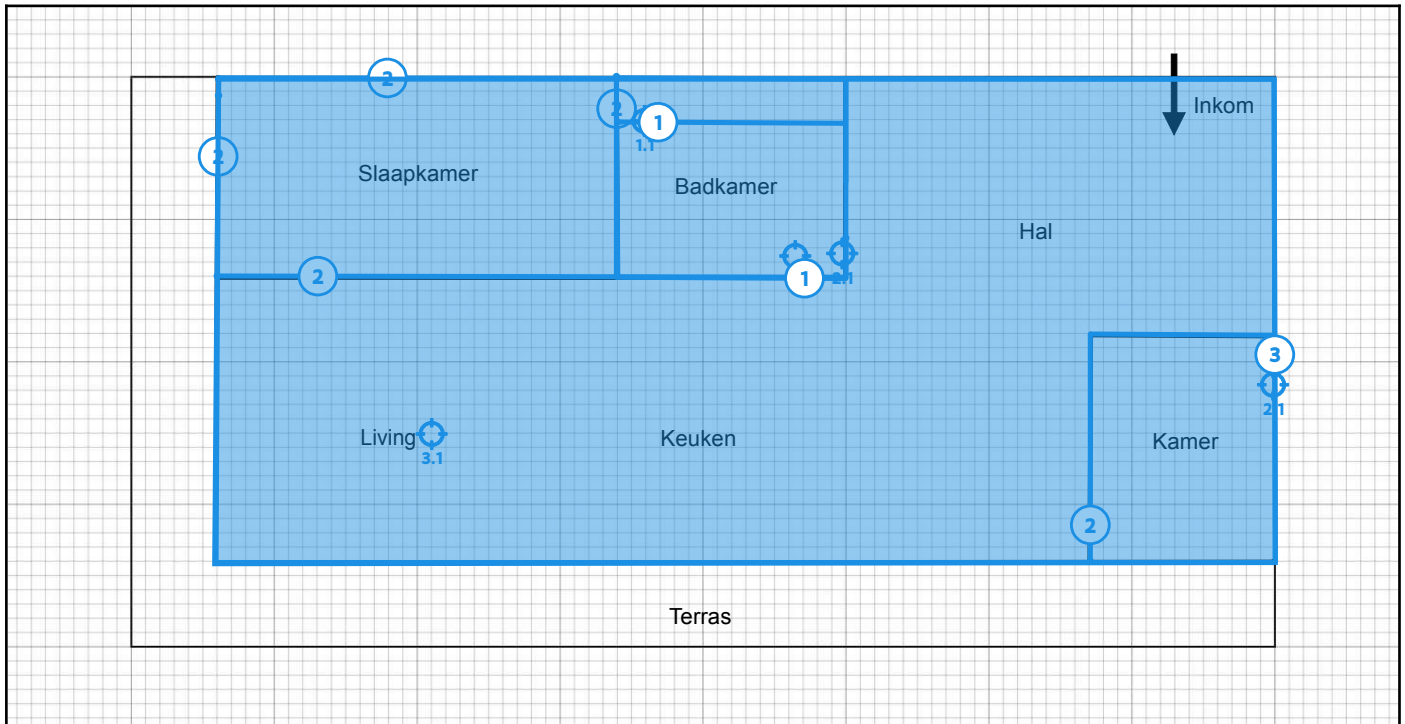 2
2
1
Inkom
1.1
2
Slaapkamer
Badkamer
Hal
2
1
2.1
3
2.1
Living
3.1
Keuken
Kamer
2
Terras